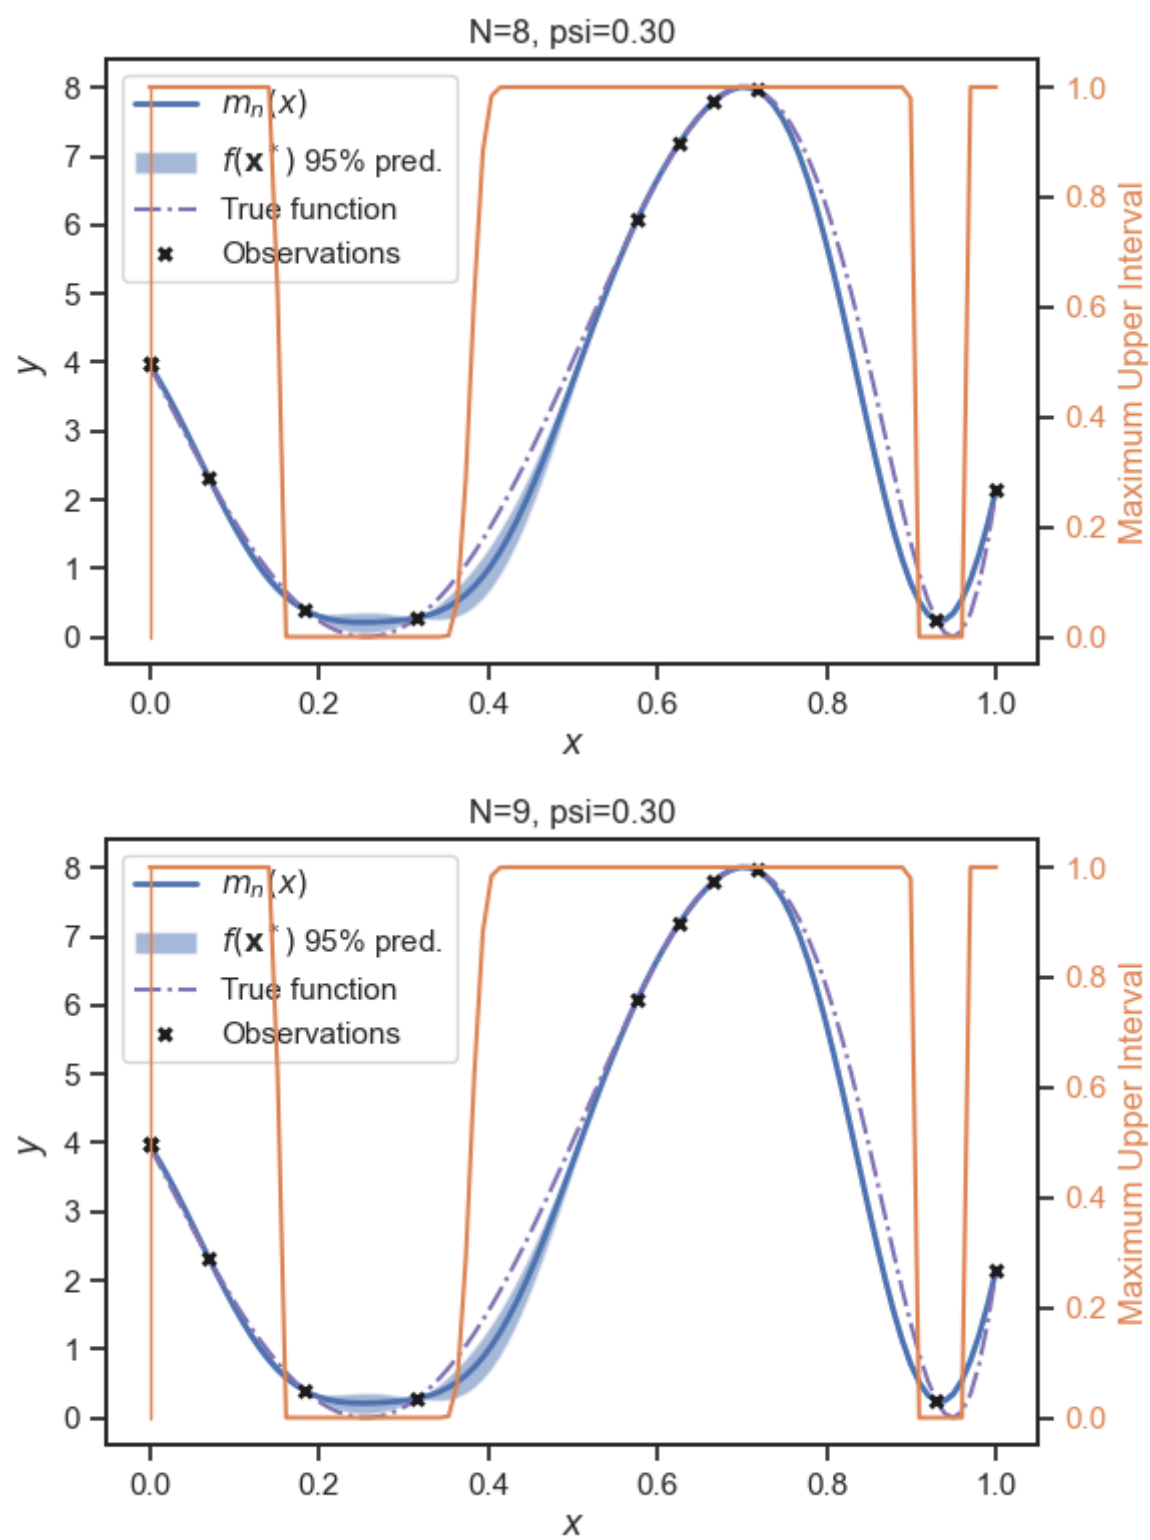 N=8, psi=0.30
8
7
6
5
4
3
2
1
0
y
mₙ(x)
f(𝐱*) 95% pred.
True function
Observations
1.0
0.8
0.6
0.4
0.2
0.0
Maximum Upper Interval
0.0 0.2 0.4 0.6 0.8 1.0
x
N=9, psi=0.30
8
7
6
5
4
3
2
1
0
y
mₙ(x)
f(𝐱*) 95% pred.
True function
Observations
1.0
0.8
0.6
0.4
0.2
0.0
Maximum Upper Interval
0.0 0.2 0.4 0.6 0.8 1.0
x